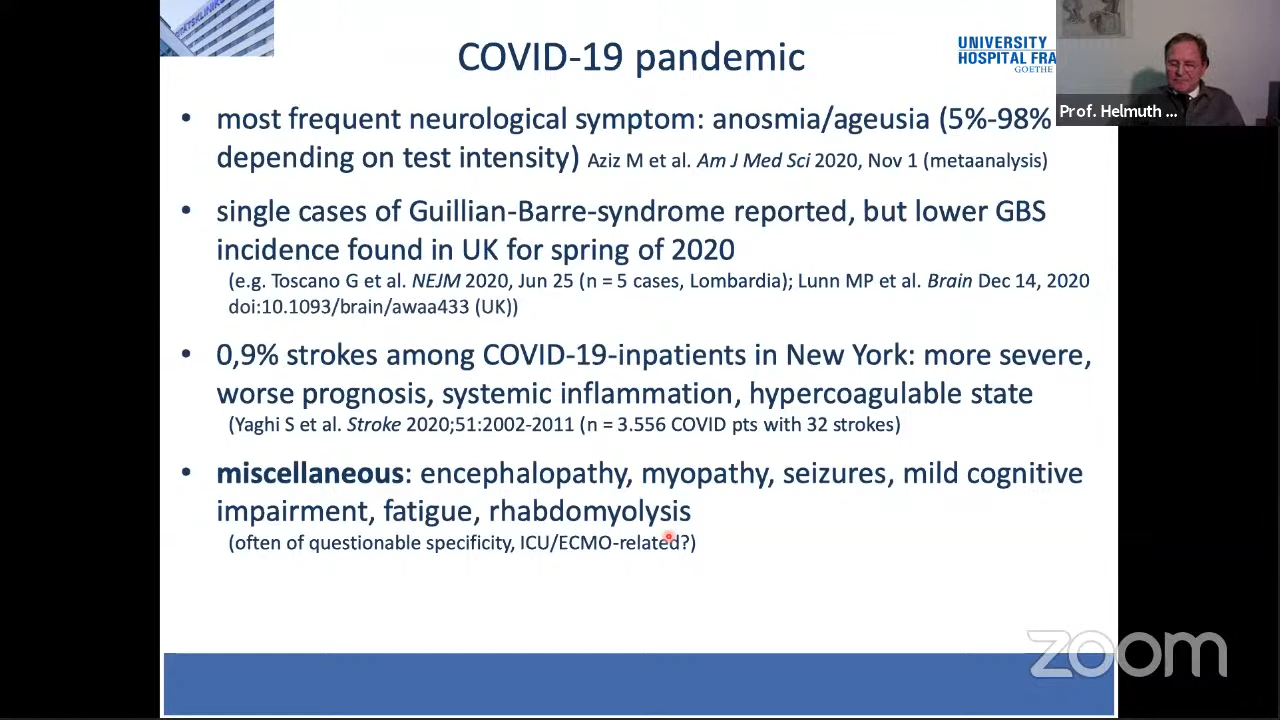 COVID-19 pandemic
UNIVERSITY
HOSPITAL FRA
GOETHE
Prof. Helmuth ...
• most frequent neurological symptom: anosmia/ageusia (5%-98%
depending on test intensity) Aziz M et al. Am J Med Sci 2020, Nov 1 (metaanalysis)
• single cases of Guillian-Barre-syndrome reported, but lower GBS
incidence found in UK for spring of 2020
(e.g. Toscano G et al. NEJM 2020, Jun 25 (n = 5 cases, Lombardia); Lunn MP et al. Brain Dec 14, 2020
doi:10.1093/brain/awaa433 (UK))
• 0,9% strokes among COVID-19-inpatients in New York: more severe,
worse prognosis, systemic inflammation, hypercoagulable state
(Yaghi S et al. Stroke 2020;51:2002-2011 (n = 3.556 COVID pts with 32 strokes)
• miscellaneous: encephalopathy, myopathy, seizures, mild cognitive
impairment, fatigue, rhabdomyolysis
(often of questionable specificity, ICU/ECMO-related?)
zoom